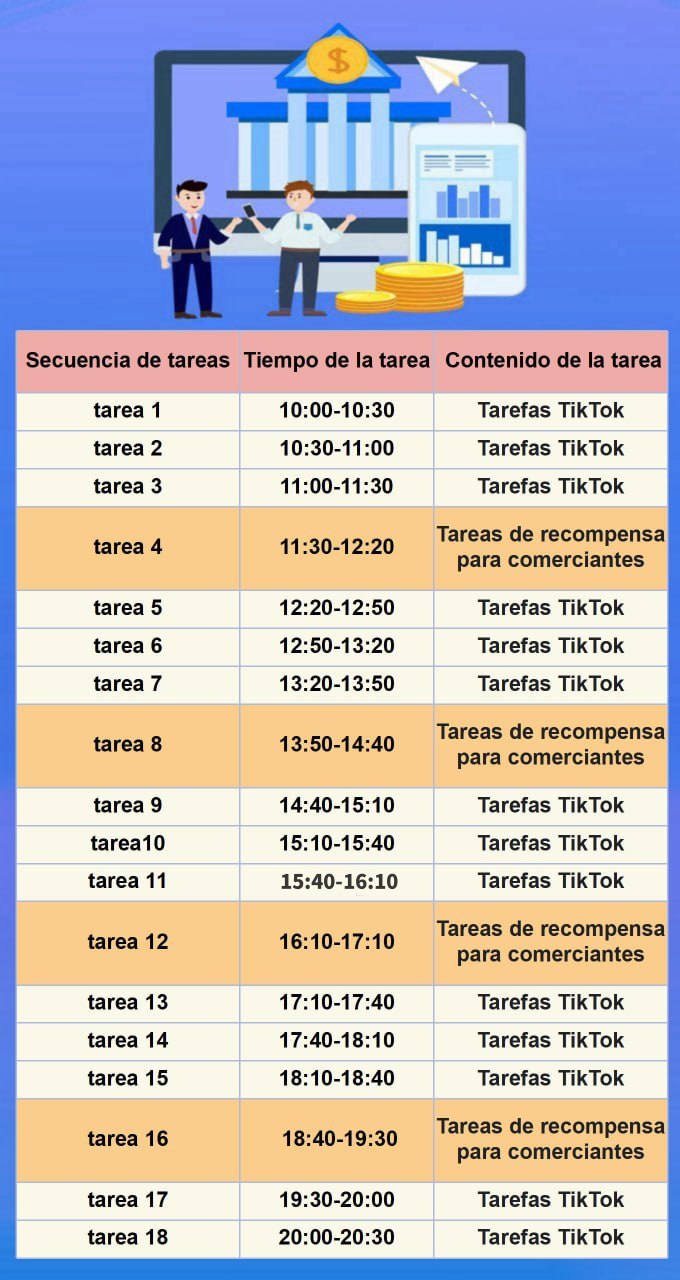 $
Secuencia de tareas Tiempo de la tarea Contenido de la tarea
tarea 1 10:00-10:30 Tarefas TikTok
tarea 2 10:30-11:00 Tarefas TikTok
tarea 3 11:00-11:30 Tarefas TikTok
tarea 4 11:30-12:20 Tareas de recompensa
para comerciantes
tarea 5 12:20-12:50 Tarefas TikTok
tarea 6 12:50-13:20 Tarefas TikTok
tarea 7 13:20-13:50 Tarefas TikTok
tarea 8 13:50-14:40 Tareas de recompensa
para comerciantes
tarea 9 14:40-15:10 Tarefas TikTok
tarea10 15:10-15:40 Tarefas TikTok
tarea 11 15:40-16:10 Tarefas TikTok
tarea 12 16:10-17:10 Tareas de recompensa
para comerciantes
tarea 13 17:10-17:40 Tarefas TikTok
tarea 14 17:40-18:10 Tarefas TikTok
tarea 15 18:10-18:40 Tarefas TikTok
tarea 16 18:40-19:30 Tareas de recompensa
para comerciantes
tarea 17 19:30-20:00 Tarefas TikTok
tarea 18 20:00-20:30 Tarefas TikTok